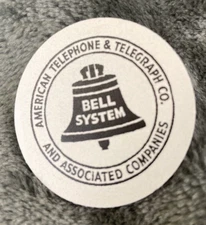 AMERICAN TELEPHONE & TELEGRAPH CO.
BELL
SYSTEM
AND ASSOCIATED COMPANIES